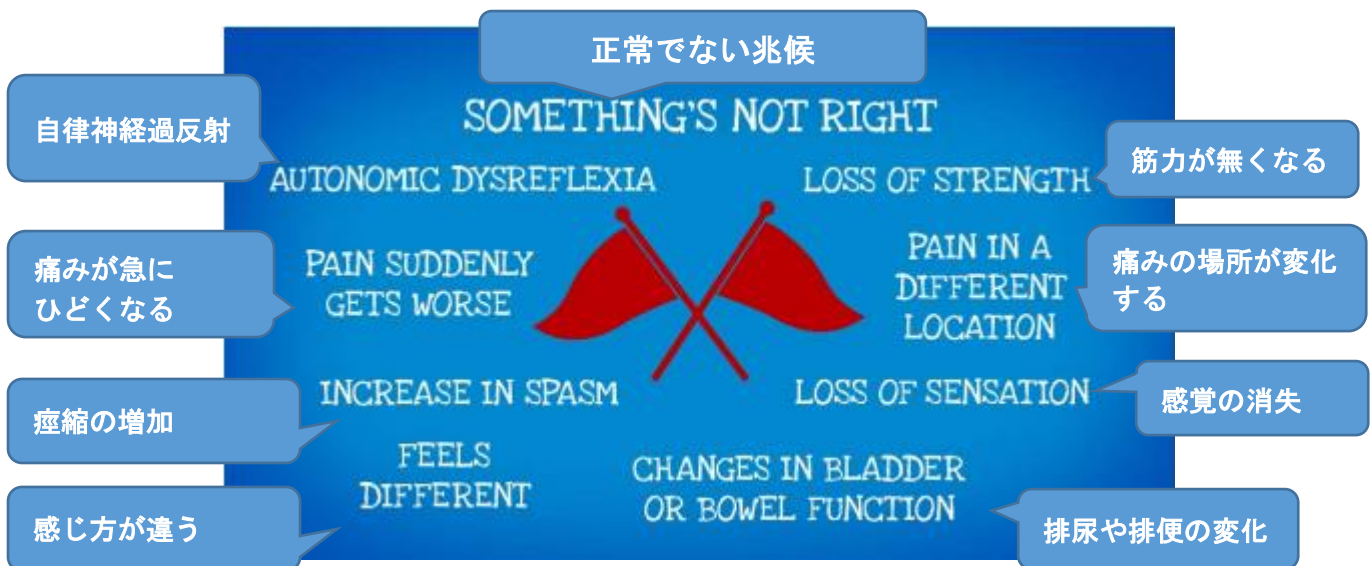 正常でない兆候
SOMETHING'S NOT RIGHT
自律神経過反射
AUTONOMIC DYSREFLEXIA
LOSS OF STRENGTH
筋力が無くなる
痛みが急に
ひどくなる
PAIN SUDDENLY
GETS WORSE
PAIN IN A
DIFFERENT
LOCATION
痛みの場所が変化
する
痙縮の増加
INCREASE IN SPASM
LOSS OF SENSATION
感覚の消失
感じ方が違う
FEELS
DIFFERENT
CHANGES IN BLADDER
OR BOWEL FUNCTION
排尿や排便の変化